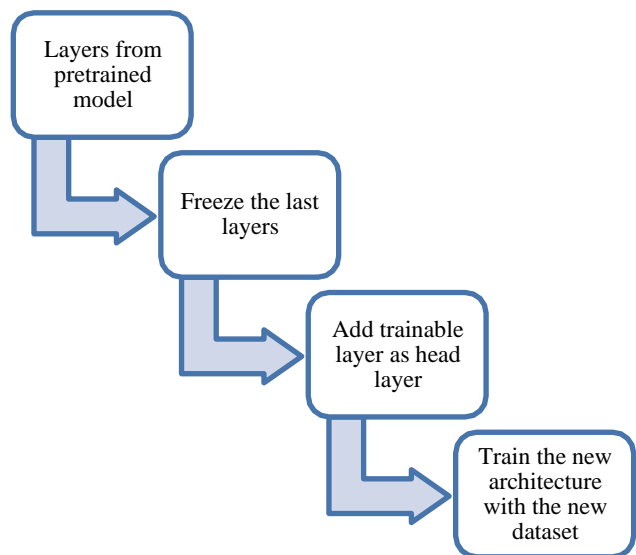 Layers from
pretrained
model
Freeze the last
layers
Add trainable
layer as head
layer
Train the new
architecture
with the new
dataset